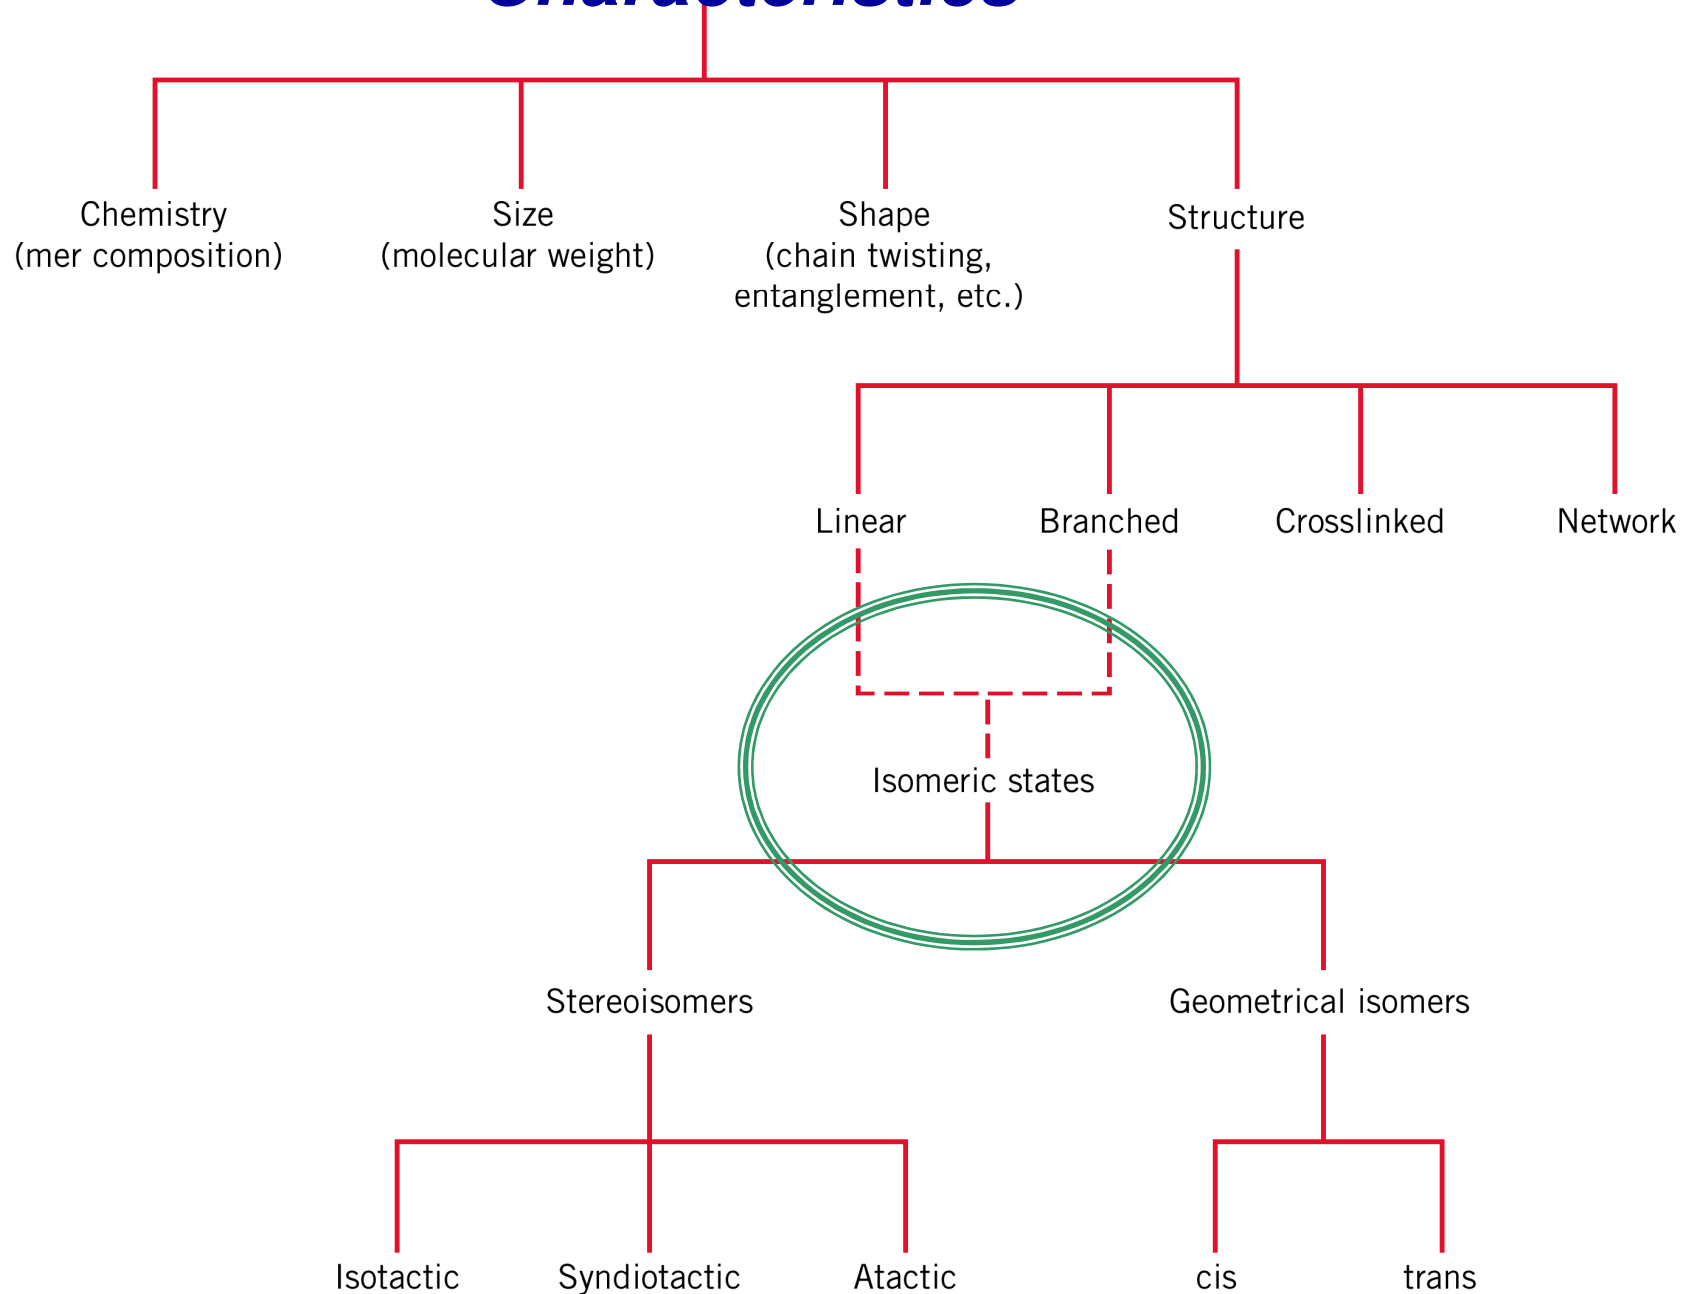 Characteristics
Chemistry
(mer composition)
Size
(molecular weight)
Shape
(chain twisting,
entanglement, etc.)
Structure
Linear
Branched
Crosslinked
Network
Isomeric states
Stereoisomers
Geometrical isomers
Isotactic
Syndiotactic
Atactic
cis
trans